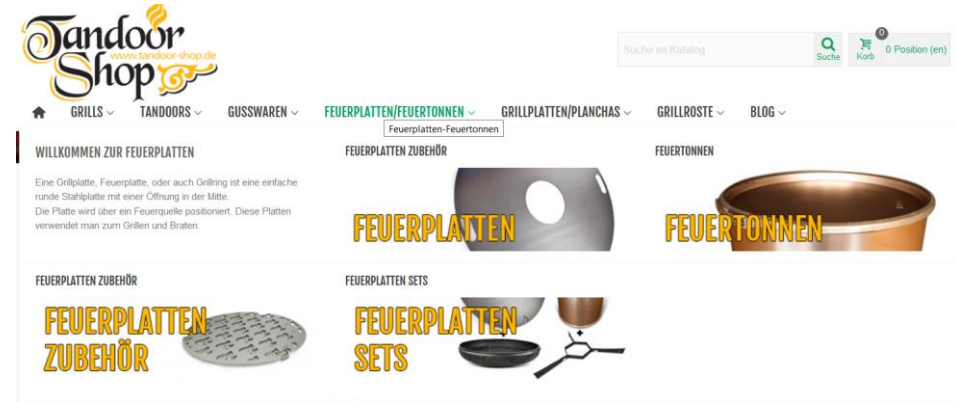 Tandoor
www.tandoor-shop.de
Shop
Suche im Katalog
Suche
0
Korb
0 Position (en)
GRILLS
TANDOORS
GUSSWAREN
FEUERPLATTEN/FEUERTONNEN
GRILLPLATTEN/PLANCHAS
GRILLROSTE
BLOG
Feuerplatten-Feuertonnen
WILLKOMMEN ZUR FEUERPLATTEN
Eine Grillplatte, Feuerplatte, oder auch Grillring ist eine einfache
runde Stahlplatte mit einer Öffnung in der Mitte.
Die Platte wird über ein Feuerquelle positioniert. Diese Platten
verwendet man zum Grillen und Braten.
FEUERPLATTEN ZUBEHÖR
FEUERPLATTEN
FEUERTONNEN
FEUERTONNEN
FEUERPLATTEN ZUBEHÖR
FEUERPLATTEN
ZUBEHÖR
FEUERPLATTEN SETS
FEUERPLATTEN
SETS